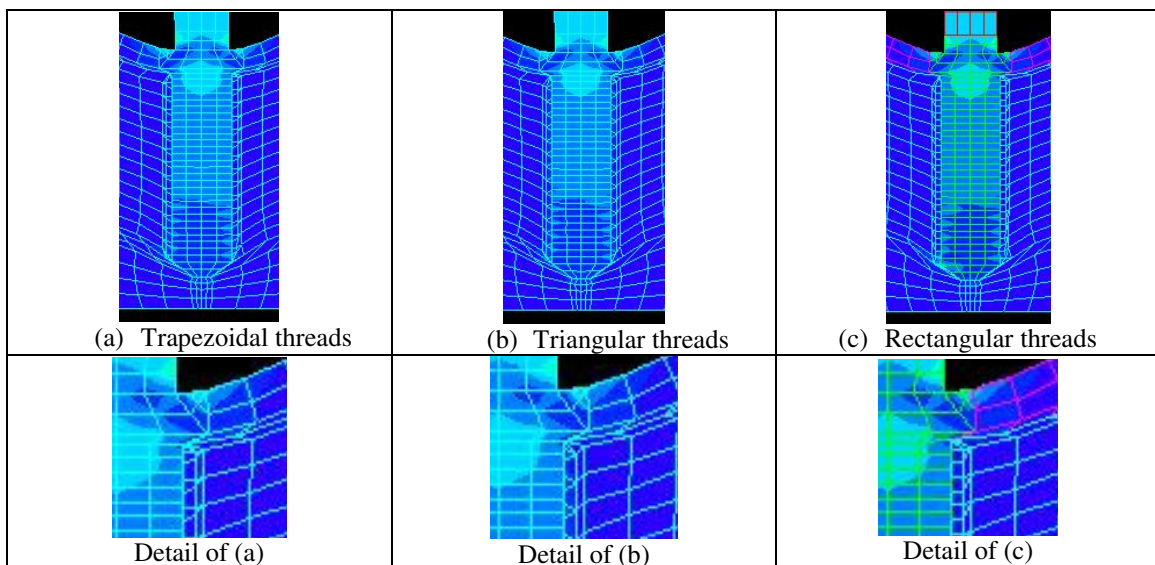 (a) Trapezoidal threads
(b) Triangular threads
(c) Rectangular threads
Detail of (a)
Detail of (b)
Detail of (c)